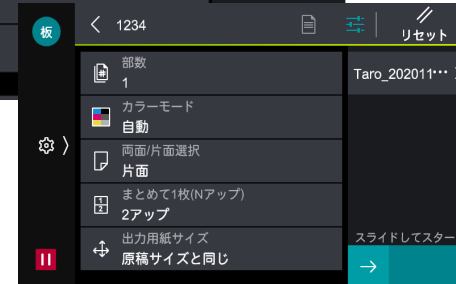 板
1234
リセット
部数
1
Taro_202011…
カラーモード
自動
両面/片面選択
片面
まとめて1枚(Nアップ)
2アップ
出力用紙サイズ
原稿サイズと同じ
スライドしてスター